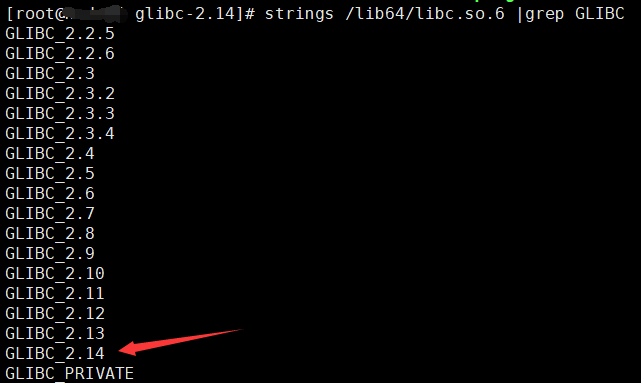 [root@ glibc-2.14]# strings /lib64/libc.so.6 |grep GLIBC
GLIBC_2.2.5
GLIBC_2.2.6
GLIBC_2.3
GLIBC_2.3.2
GLIBC_2.3.3
GLIBC_2.3.4
GLIBC_2.4
GLIBC_2.5
GLIBC_2.6
GLIBC_2.7
GLIBC_2.8
GLIBC_2.9
GLIBC_2.10
GLIBC_2.11
GLIBC_2.12
GLIBC_2.13
GLIBC_2.14
GLIBC_PRIVATE